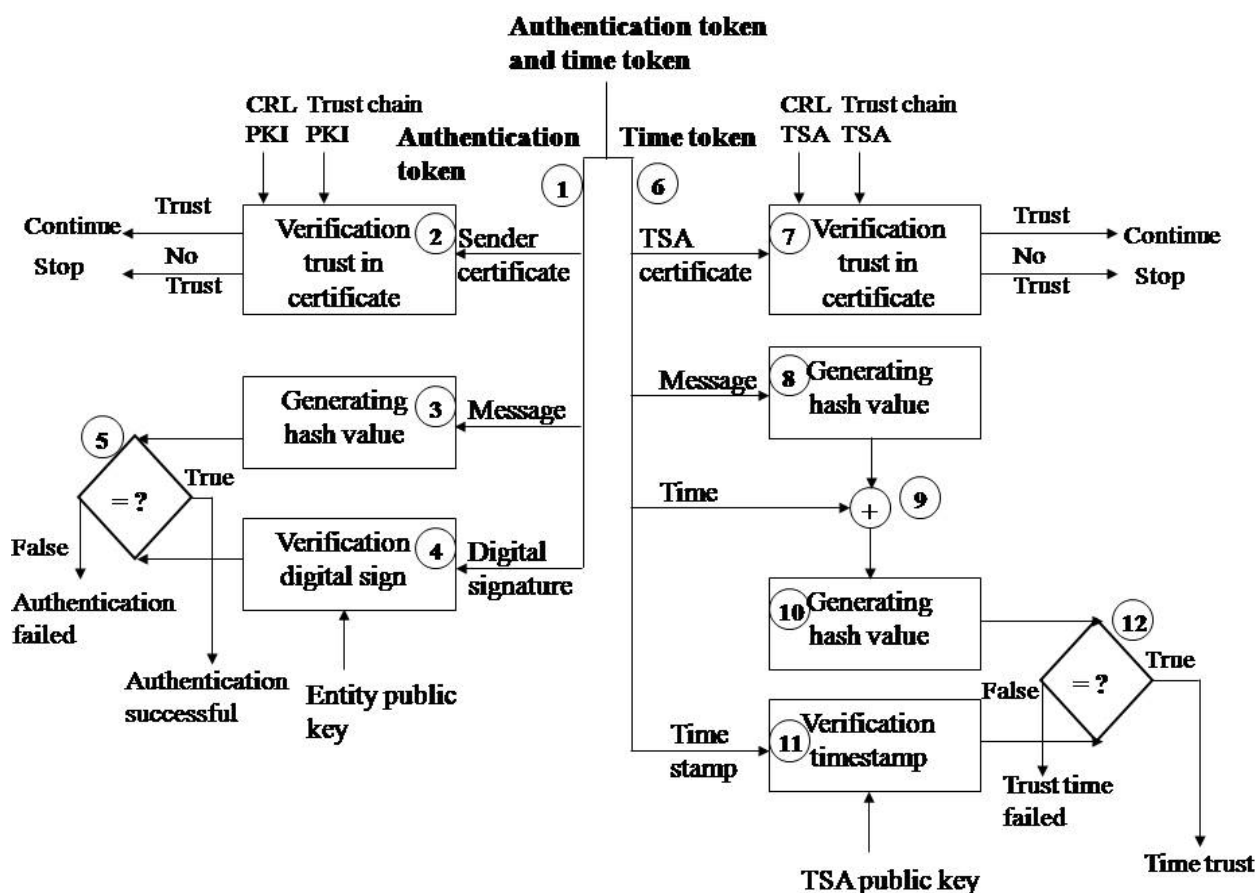 Authentication token
and time token
CRL
PKI
Trust chain
PKI
Authentication
token
Time token
CRL
TSA
Trust chain
TSA
1
6
Continue
Stop
Trust
No
Trust
Verification
trust in
certificate
2
Sender
certificate
TSA
certificate
7
Verification
trust in
certificate
Trust
No
Trust
Continue
Stop
Generating
hash value
3
Message
Message
8
Generating
hash value
5
= ?
True
False
Time
+
9
Verification
digital sign
4
Digital
signature
Authentication
failed
Authentication
successful
Entity public
key
10
Generating
hash value
12
= ?
True
False
Time
stamp
11
Verification
timestamp
Trust time
failed
Time trust
TSA public key